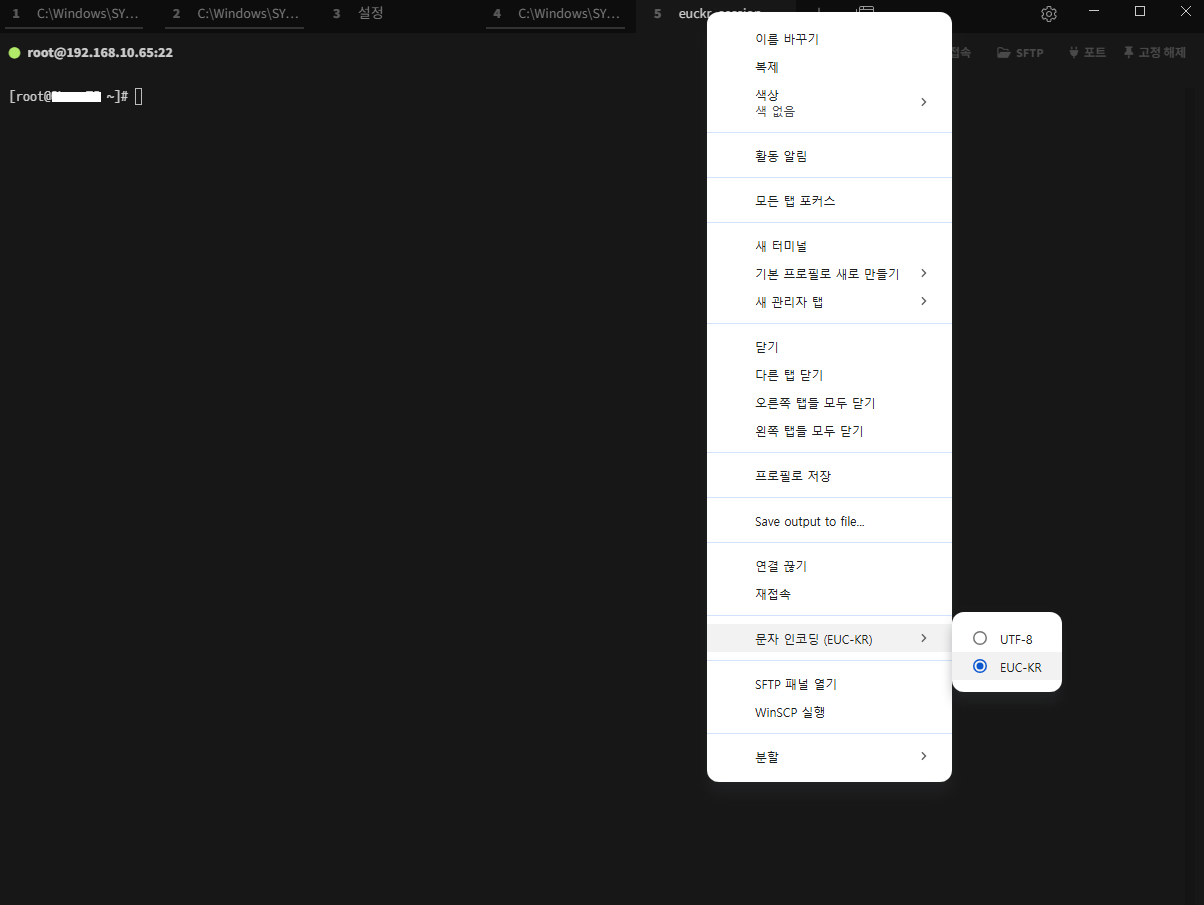 1 C:\Windows\SY... 2 C:\Windows\SY... 3 설정 4 C:\Windows\SY... 5
root@192.168.10.65:22
SFTP 포트 고정 해제
[root@ ~]#
이름 바꾸기
복제
색상
색 없음
활동 알림
모든 탭 포커스
새 터미널
기본 프로필로 새로 만들기
새 관리자 탭
닫기
다른 탭 닫기
오른쪽 탭들 모두 닫기
왼쪽 탭들 모두 닫기
프로필로 저장
Save output to file...
연결 끊기
재접속
문자 인코딩 (EUC-KR)
UTF-8
EUC-KR
SFTP 패널 열기
WinSCP 실행
분할